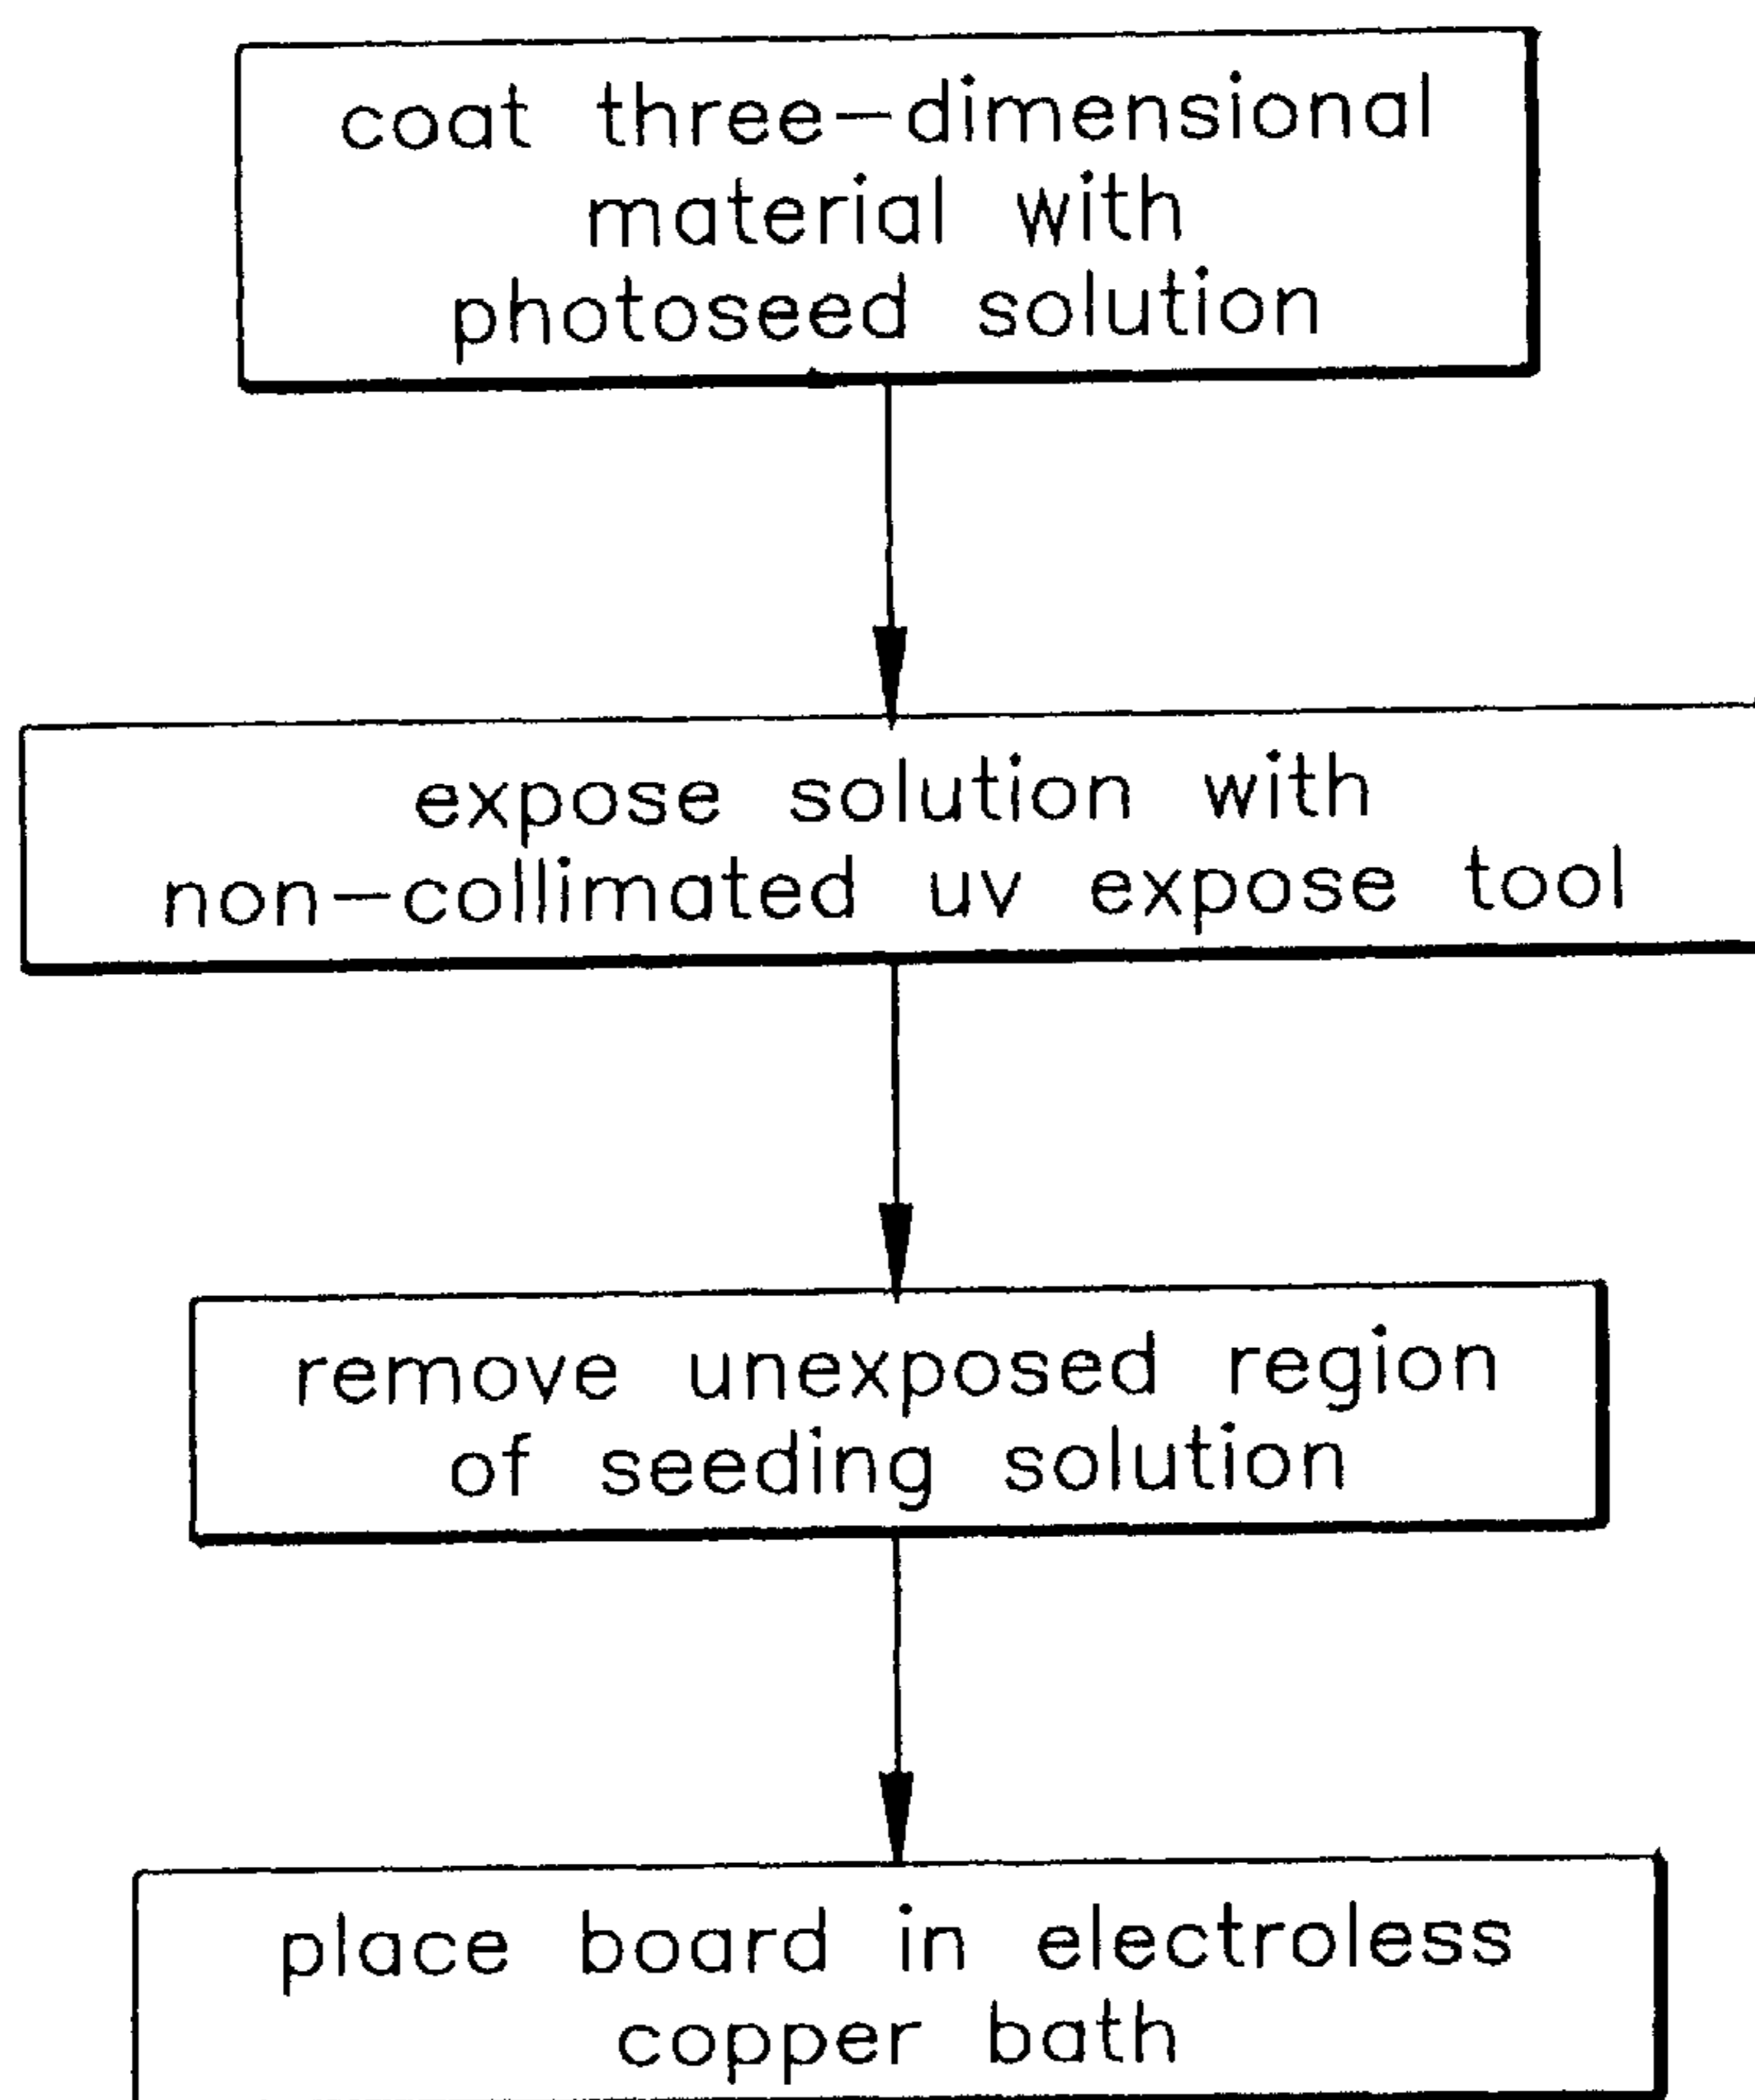 coat three-dimensional
material with
photoseed solution
expose solution with
non-collimated uv expose tool
remove unexposed region
of seeding solution
place board in electroless
copper bath